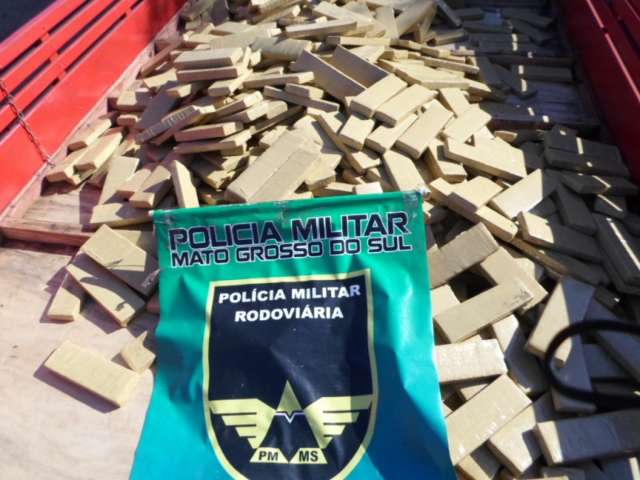 POLICIA MILITAR
MATO GROSSO DO SUL
POLÍCIA MILITAR
RODOVIÁRIA
PM MS